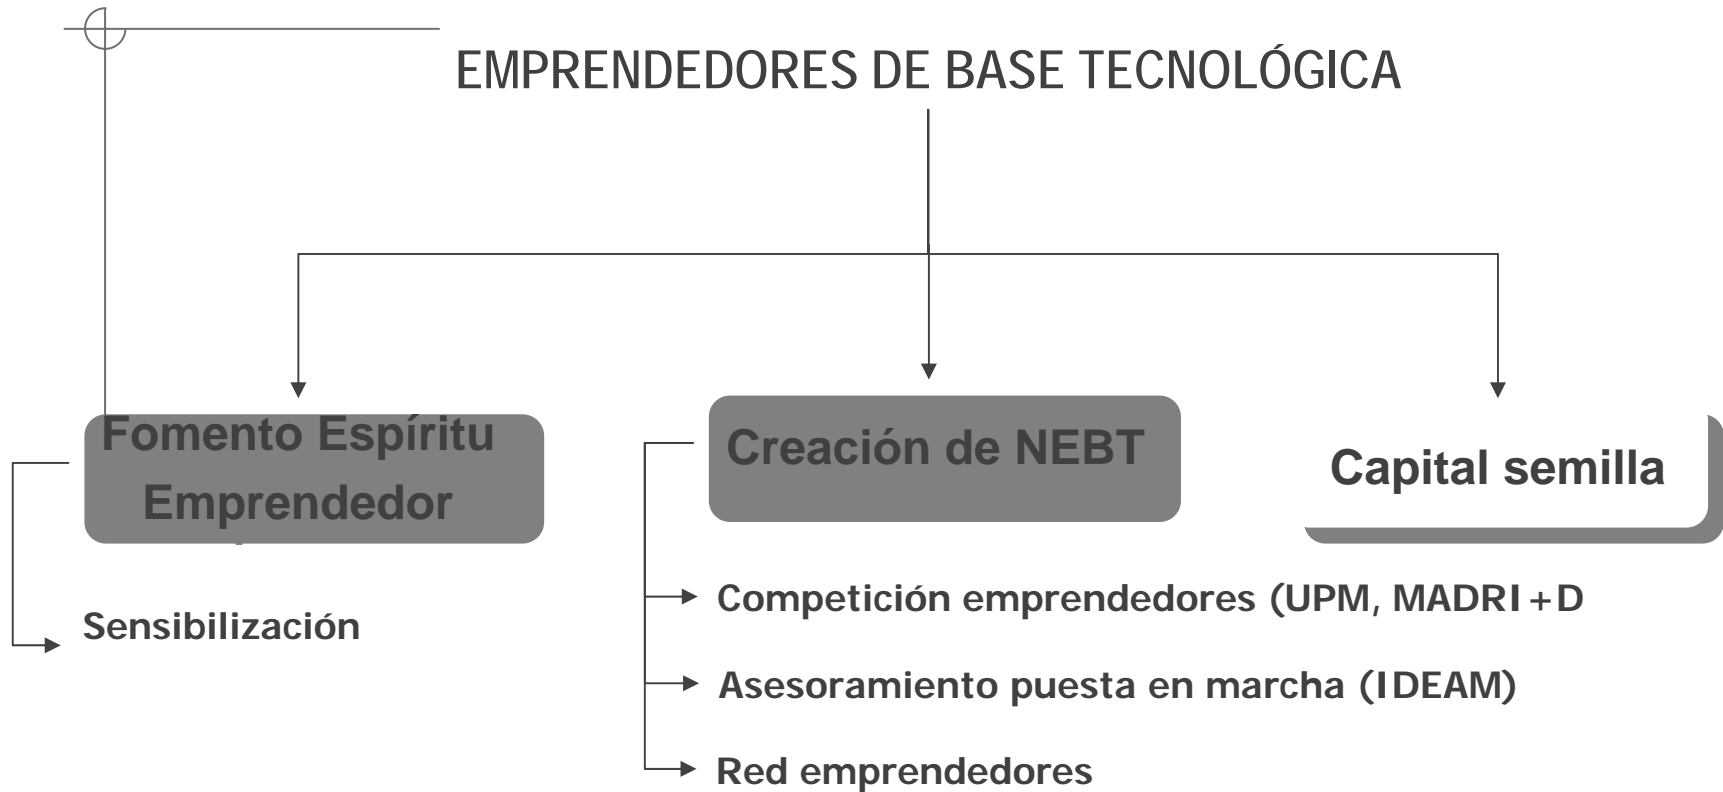 EMPRENDEDORES DE BASE TECNOLÓGICA
Fomento Espíritu
Emprendedor
Sensibilización
Creación de NEBT
Competición emprendedores (UPM, MADRI+D
Asesoramiento puesta en marcha (IDEAM)
Red emprendedores
Capital semilla